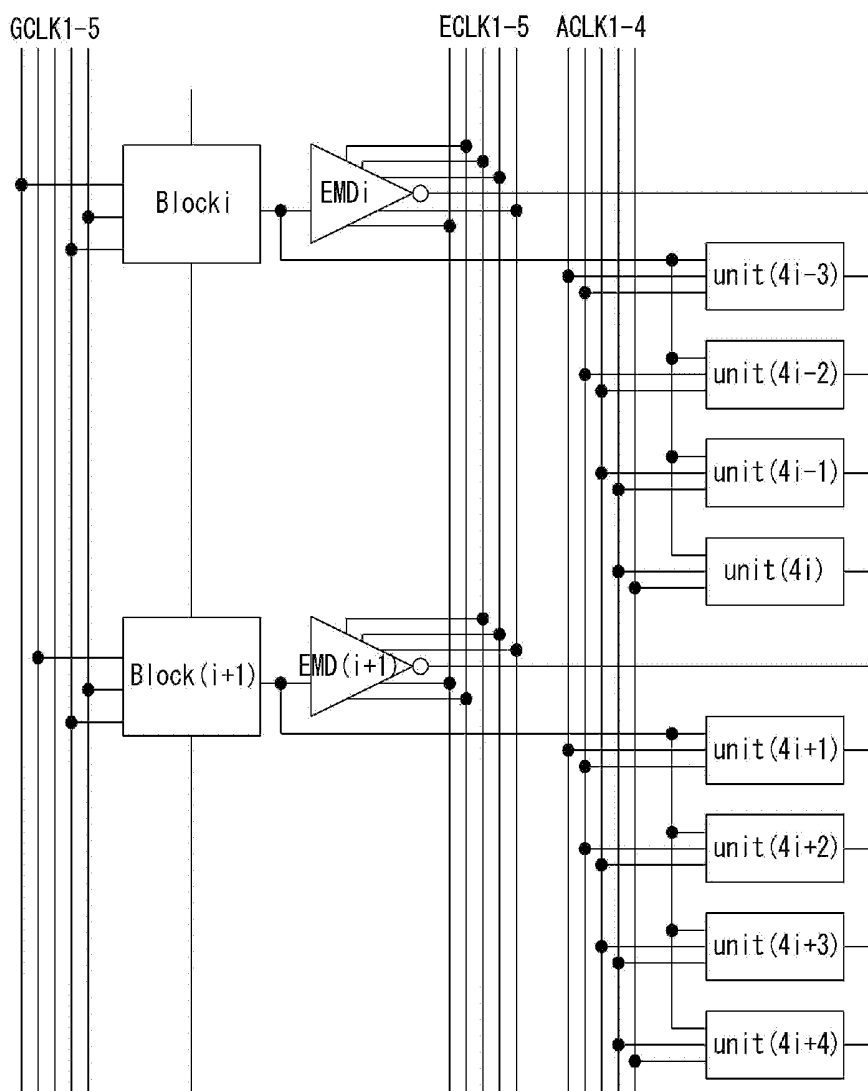 GCLK1-5 ECLK1-5 ACLK1-4
Blocki
EMDi
unit(4i-3)
unit(4i-2)
unit(4i-1)
unit(4i)
Block(i+1)
EMD(i+1)
unit(4i+1)
unit(4i+2)
unit(4i+3)
unit(4i+4)